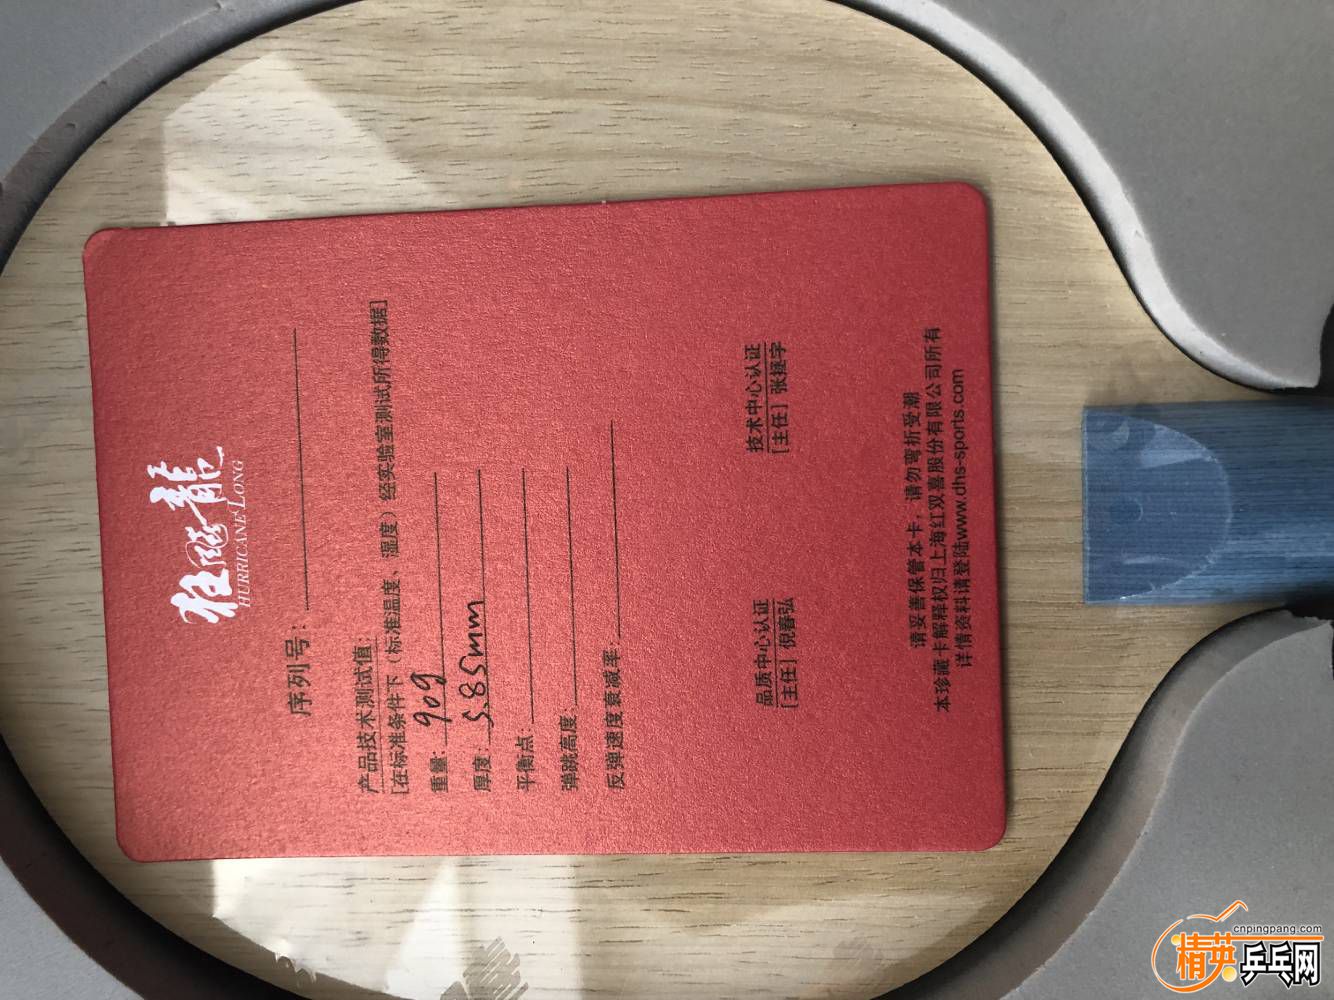 狂飚龍
HURRICANE LONG
序列号：
产品技术测试值：
[在标准条件下（标准温度、湿度）经实验室测试所得数据]
重量：90g
厚度：5.85mm
平衡点：
弹跳高度：
反弹速度衰减率：
品质中心认证 技术中心认证
[主任] 倪春弘 [主任] 张挺宇
请妥善保管本卡，请勿弯折受潮
本珍藏卡解释权归上海红双喜股份有限公司所有
详情资料请登陆www.dhs-sports.com
cnpingpang.com
精英乒乓网